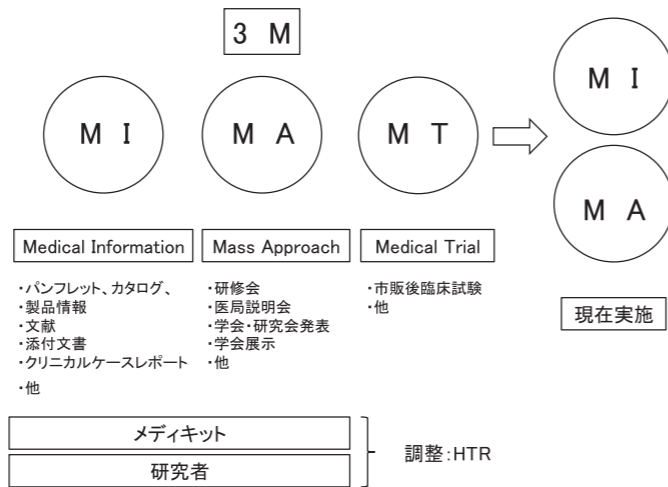 3 M
M I
M A
M T
M I
M A
Medical Information
Mass Approach
Medical Trial
・パンフレット、カタログ、
・製品情報
・文献
・添付文書
・クリニカルケースレポート
・他
・研修会
・医局説明会
・学会・研究会発表
・学会展示
・他
・市販後臨床試験
・他
現在実施
メディキット
研究者
調整:HTR